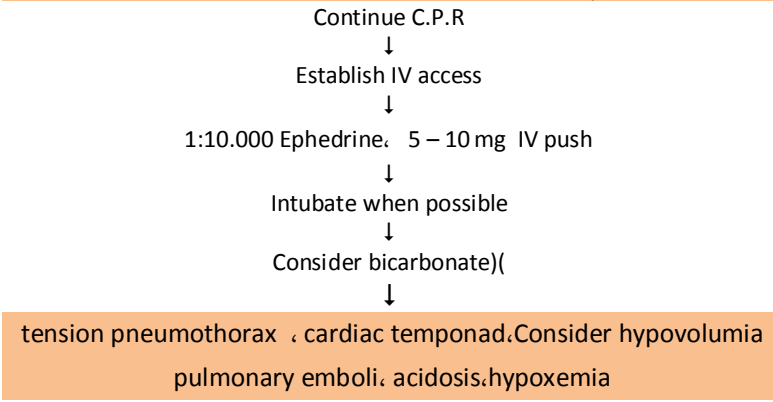 Continue C.P.R
↓
Establish IV access
↓
1:10.000 Ephedrine، 5 – 10 mg IV push
↓
Intubate when possible
↓
Consider bicarbonate)(
↓
tension pneumothorax ، cardiac temponad،Consider hypovolumia
pulmonary emboli، acidosis،hypoxemia